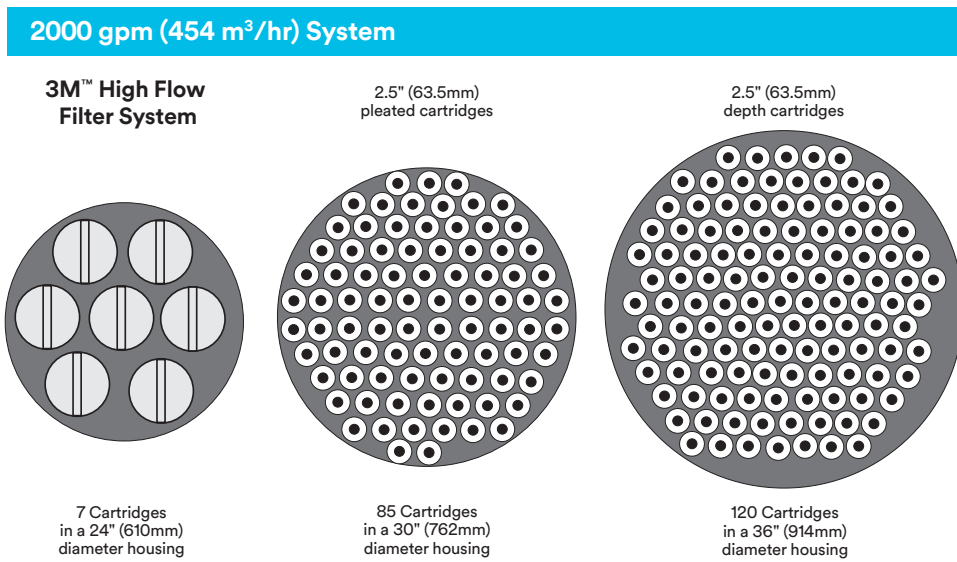 2000 gpm (454 m³/hr) System
3M™ High Flow
Filter System
2.5" (63.5mm)
pleated cartridges
2.5" (63.5mm)
depth cartridges
7 Cartridges
in a 24" (610mm)
diameter housing
85 Cartridges
in a 30" (762mm)
diameter housing
120 Cartridges
in a 36" (914mm)
diameter housing